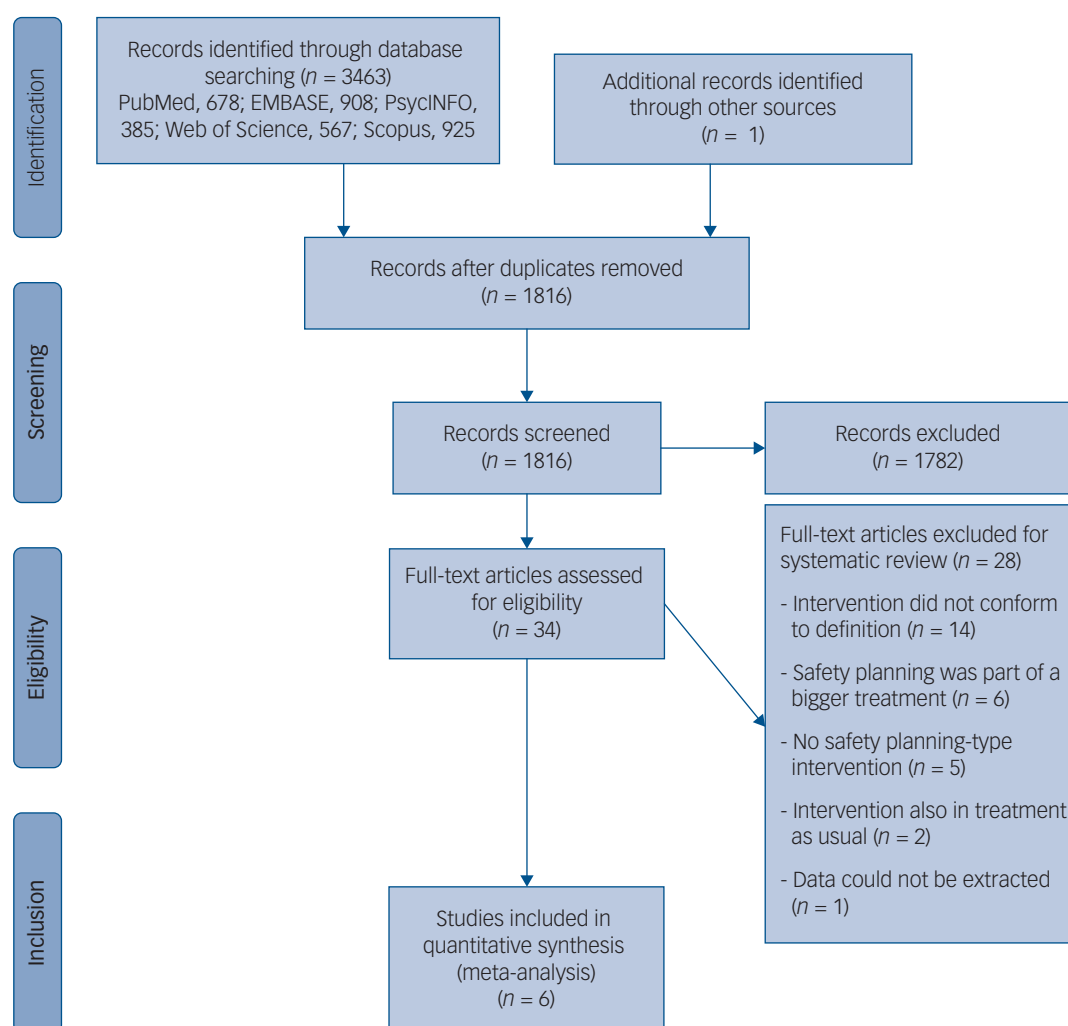 Identification
Records identified through database
searching (n = 3463)
PubMed, 678; EMBASE, 908; PsycINFO,
385; Web of Science, 567; Scopus, 925
Additional records identified
through other sources
(n = 1)
Records after duplicates removed
(n = 1816)
Screening
Records screened
(n = 1816)
Records excluded
(n = 1782)
Eligibility
Full-text articles assessed
for eligibility
(n = 34)
Full-text articles excluded for
systematic review (n = 28)
- Intervention did not conform
to definition (n = 14)
- Safety planning was part of a
bigger treatment (n = 6)
- No safety planning-type
intervention (n = 5)
- Intervention also in treatment
as usual (n = 2)
- Data could not be extracted
(n = 1)
Inclusion
Studies included in
quantitative synthesis
(meta-analysis)
(n = 6)